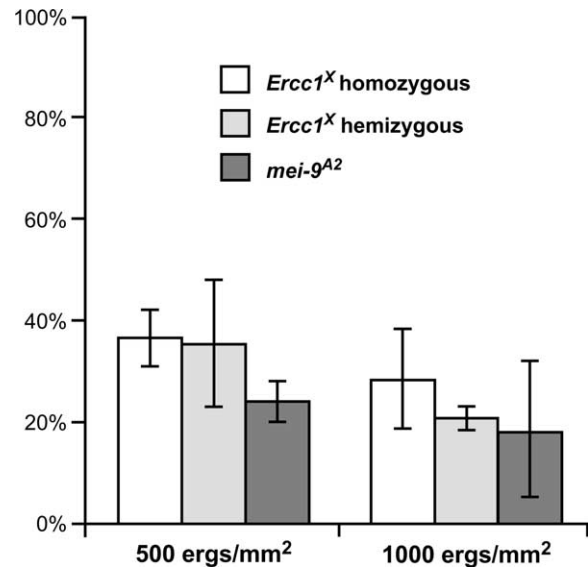 100%
80%
60%
40%
20%
0%
Ercc1ˣ homozygous
Ercc1ˣ hemizygous
mei-9ᴬ²
500 ergs/mm²
1000 ergs/mm²